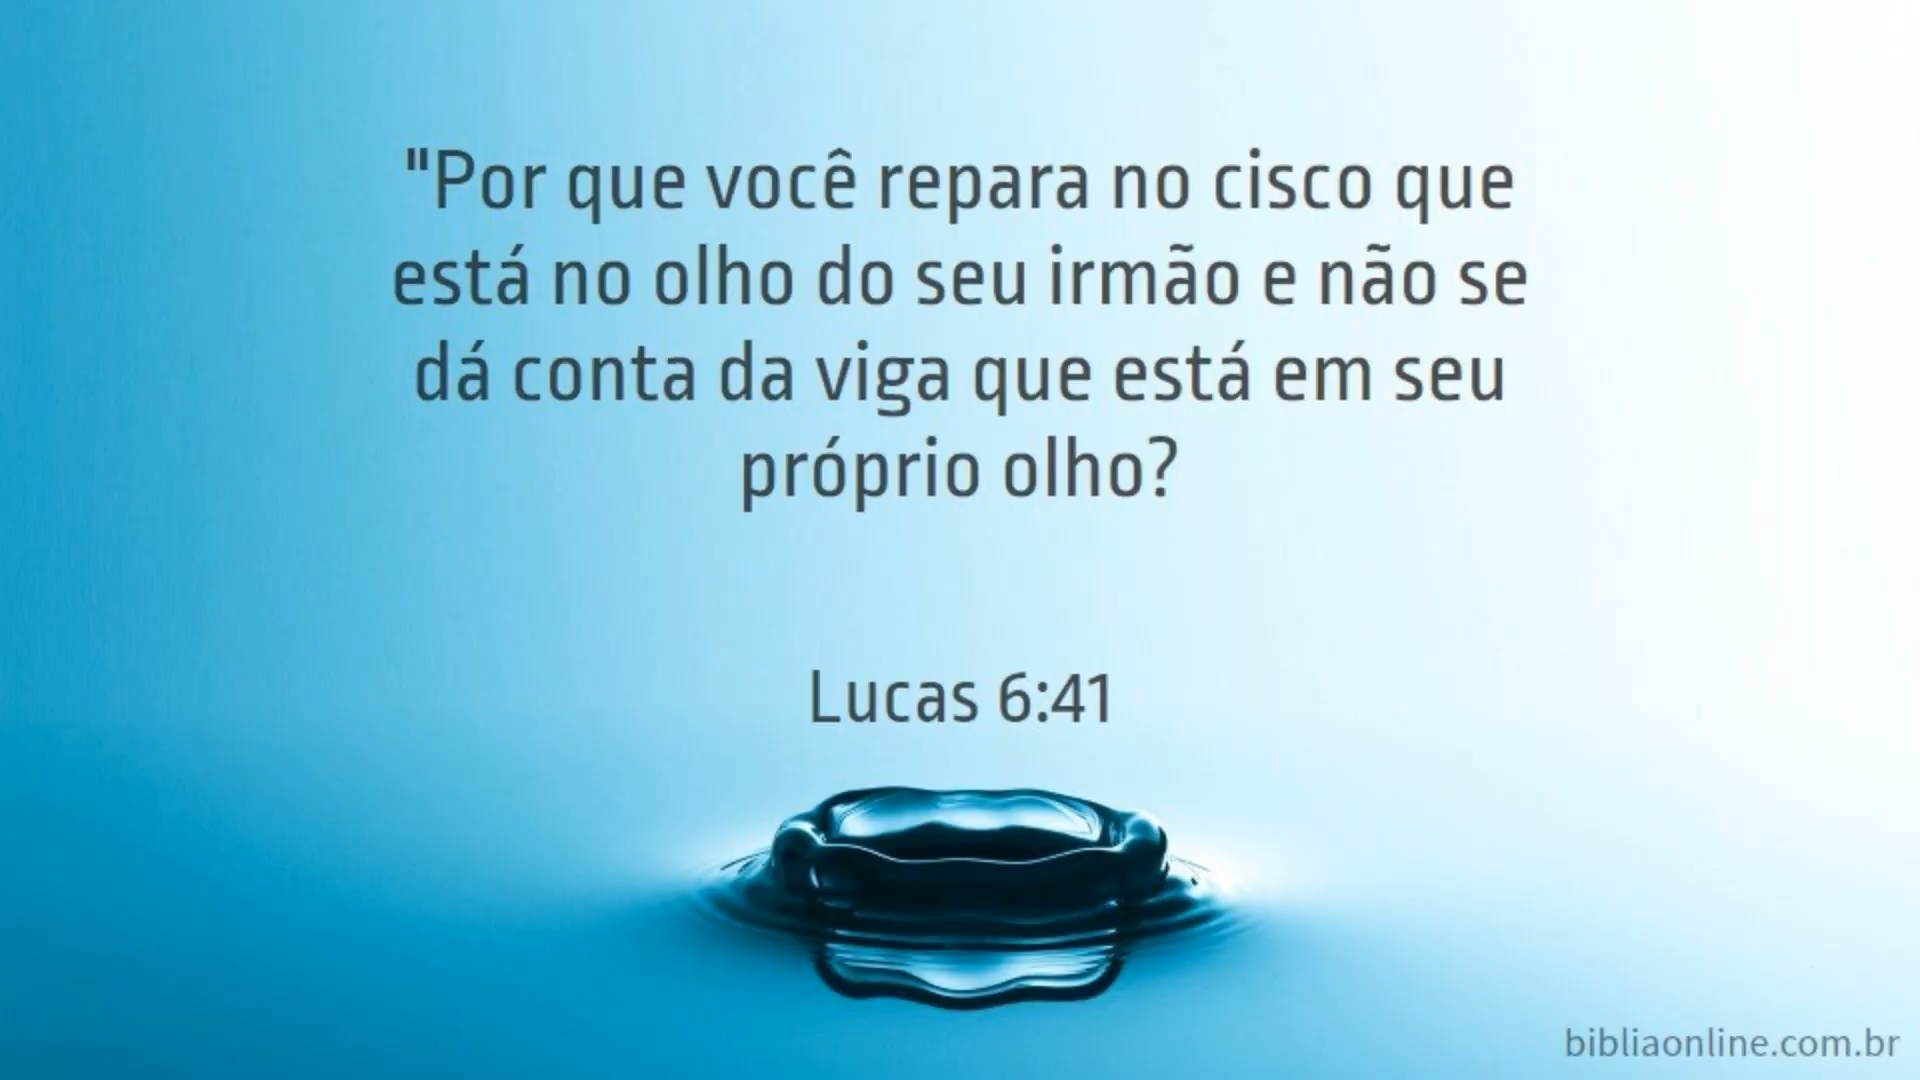 "Por que você repara no cisco que
está no olho do seu irmão e não se
dá conta da viga que está em seu
próprio olho?
Lucas 6:41
bibliaonline.com.br